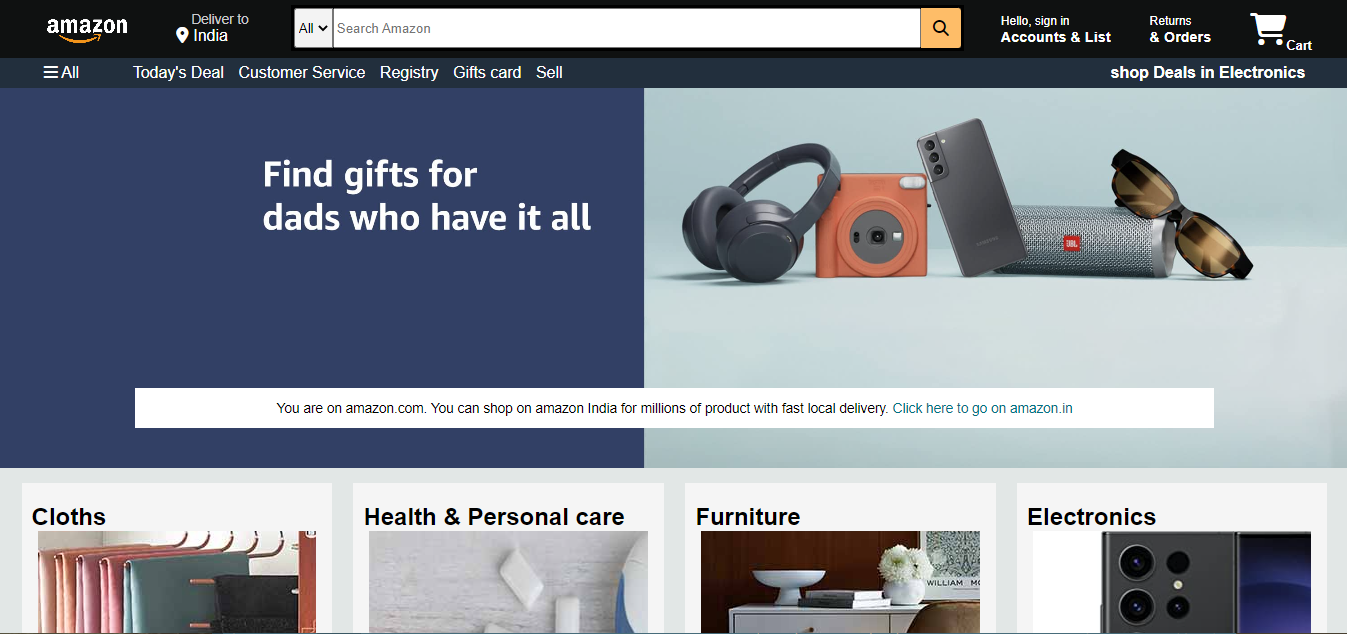 amazon
Deliver to
India
All
Search Amazon
Hello, sign in
Accounts & List
Returns
& Orders
Cart
All
Today's Deal
Customer Service
Registry
Gifts card
Sell
shop Deals in Electronics
Find gifts for
dads who have it all
SAMSUNG
JBL
You are on amazon.com. You can shop on amazon India for millions of product with fast local delivery. Click here to go on amazon.in
Cloths
Health & Personal care
Furniture
Electronics
WILLIAM